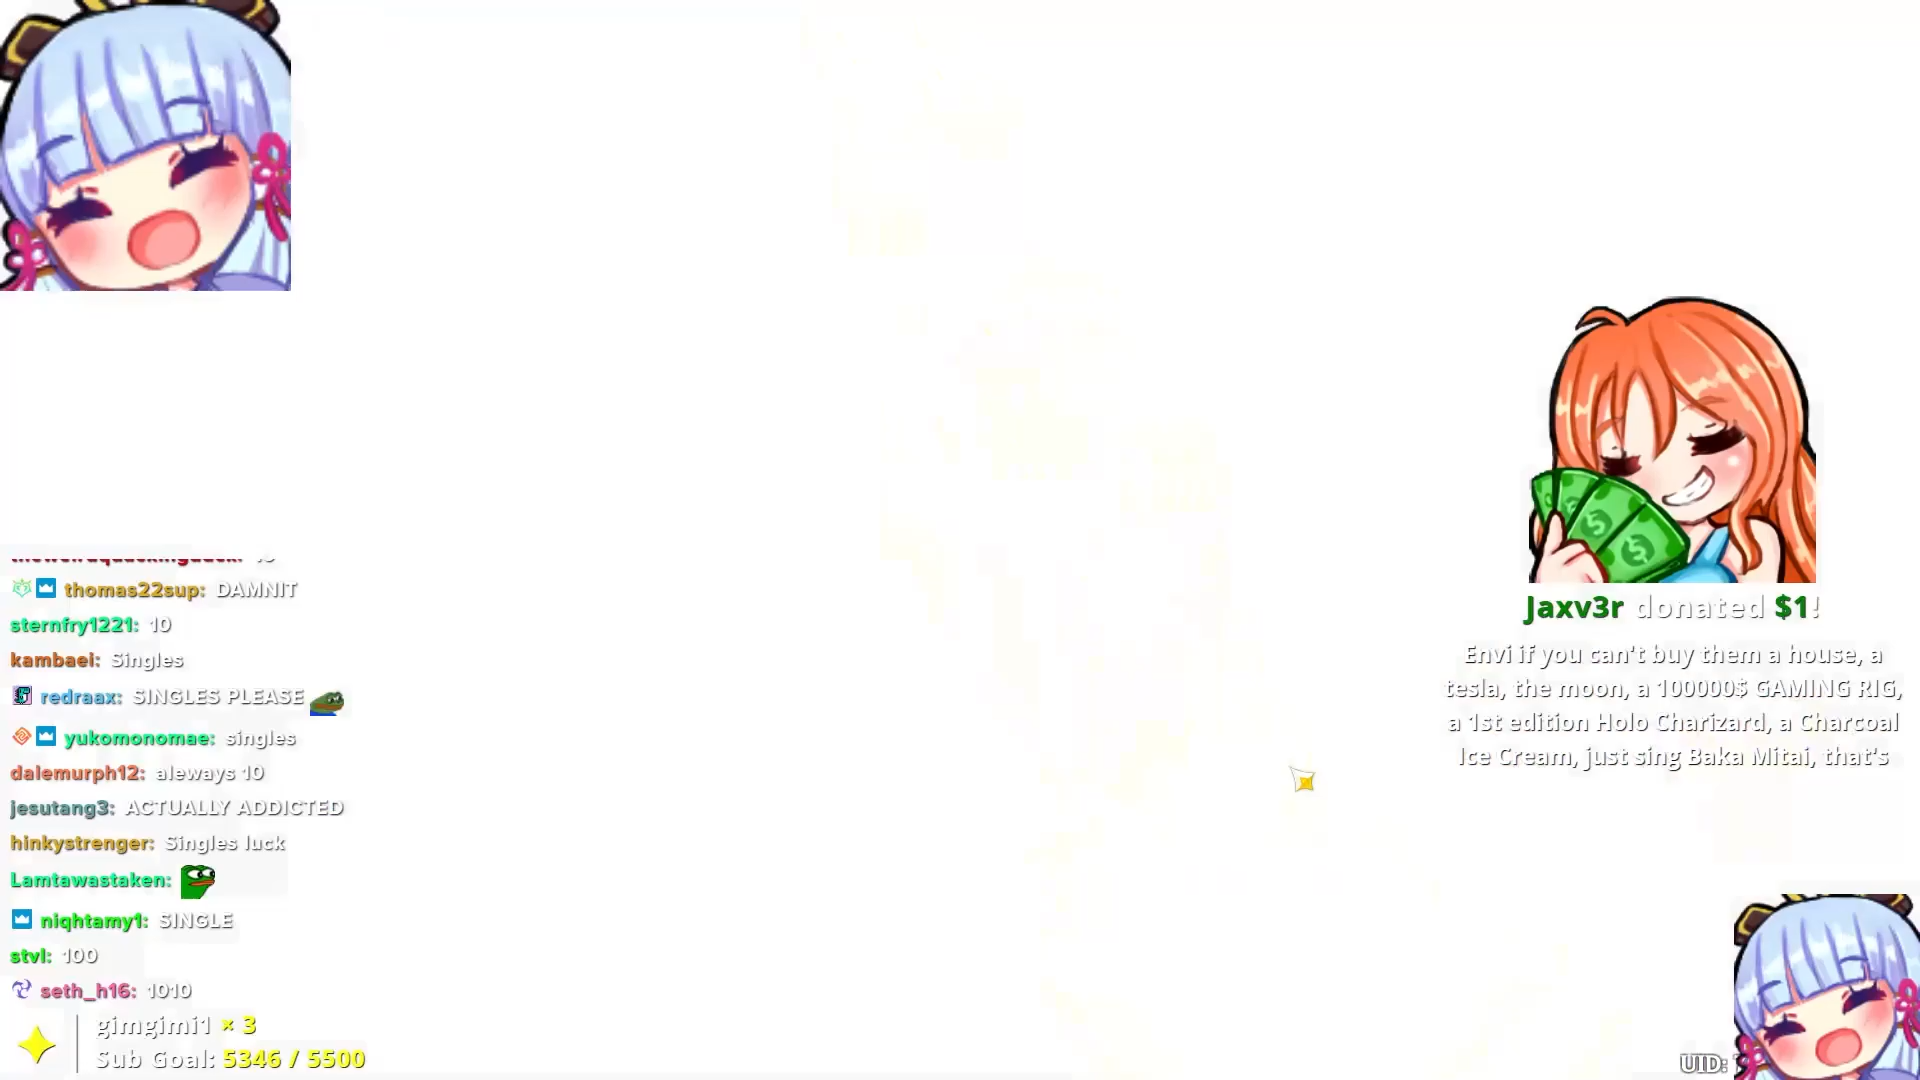 thomas22sup: DAMNIT
sternfry1221: 10
kambaei: Singles
redraax: SINGLES PLEASE
yukomonomae: singles
dalemurph12: aleways 10
jesutang3: ACTUALLY ADDICTED
hinkystrenger: Singles luck
Lamtawastaken:
niqhtamy1: SINGLE
stvl: 100
seth_h16: 1010
gimgimi1 × 3
Sub Goal: 5346 / 5500
Jaxv3r donated $1!
Envi if you can't buy them a house, a
tesla, the moon, a 100000$ GAMING RIG,
a 1st edition Holo Charizard, a Charcoal
Ice Cream, just sing Baka Mitai, that's
UID: